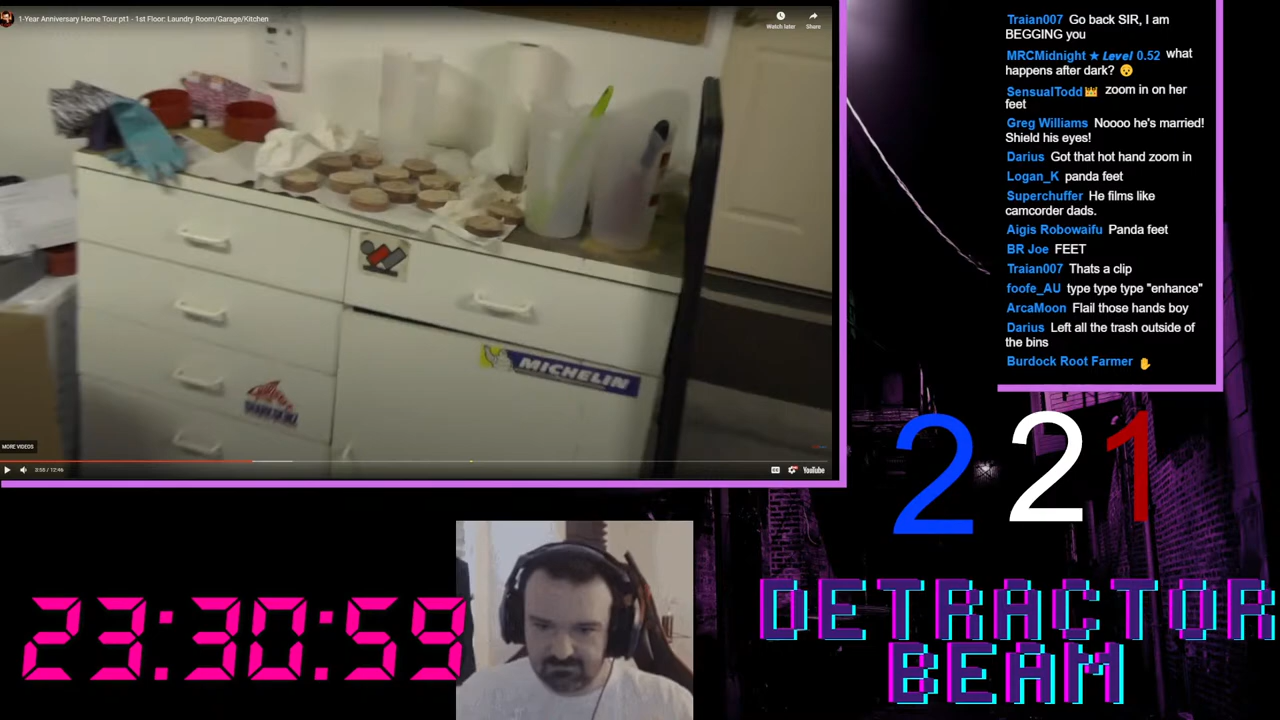 1-Year Anniversary Home Tour pt1 - 1st Floor: Laundry Room/Garage/Kitchen
Watch later
Share
MICHELIN
MORE VIDEOS
3:55 / 12:46
YouTube
Traian007 Go back SIR, I am
BEGGING you
MRCMidnight ★ Level 0.52 what
happens after dark? 😯
SensualTodd👑 zoom in on her
feet
Greg Williams Noooo he's married!
Shield his eyes!
Darius Got that hot hand zoom in
Logan_K panda feet
Superchuffer He films like
camcorder dads.
Aigis Robowaifu Panda feet
BR Joe FEET
Traian007 Thats a clip
foofe_AU type type type "enhance"
ArcaMoon Flail those hands boy
Darius Left all the trash outside of
the bins
Burdock Root Farmer ✋
221
23:30:59
DETRACTOR
BEAM